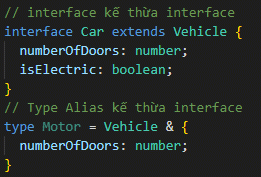 // interface kế thừa interface
interface Car extends Vehicle {
  numberOfDoors: number;
  isElectric: boolean;
}
// Type Alias kế thừa interface
type Motor = Vehicle & {
  numberOfDoors: number;
}